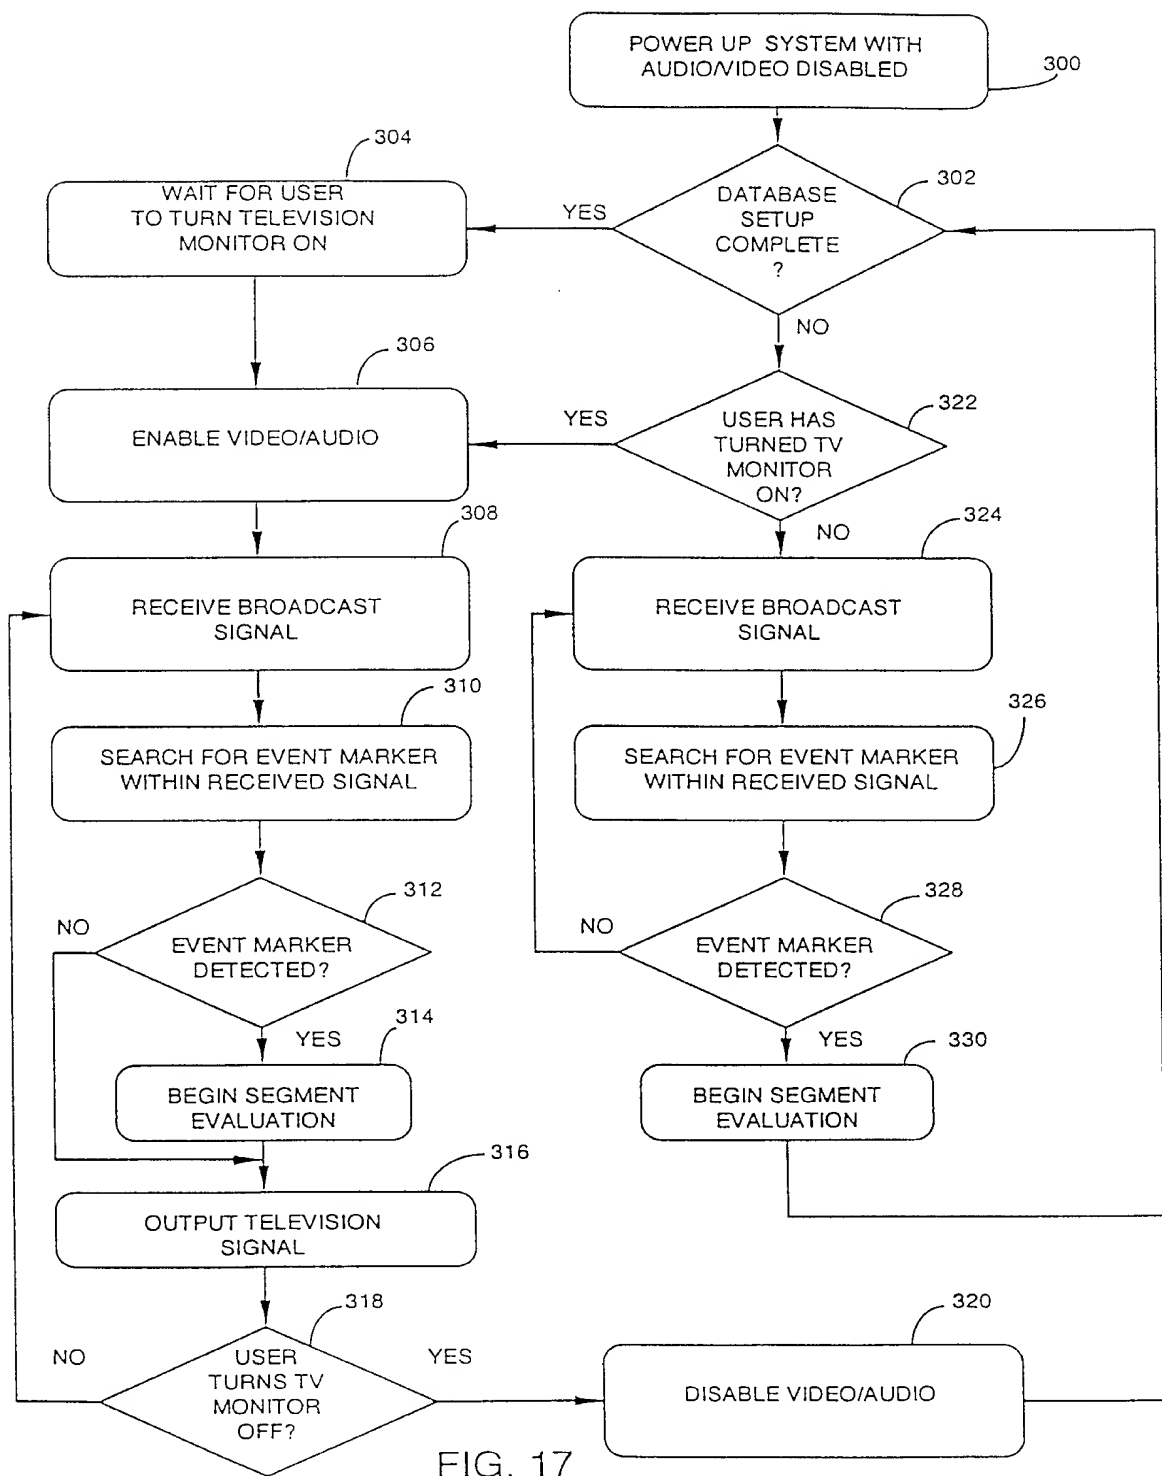 POWER UP SYSTEM WITH
AUDIO/VIDEO DISABLED
300
304
WAIT FOR USER
TO TURN TELEVISION
MONITOR ON
YES
DATABASE
SETUP
COMPLETE
?
302
NO
306
ENABLE VIDEO/AUDIO
YES
USER HAS
TURNED TV
MONITOR
ON?
322
NO
308
RECEIVE BROADCAST
SIGNAL
324
RECEIVE BROADCAST
SIGNAL
310
SEARCH FOR EVENT MARKER
WITHIN RECEIVED SIGNAL
326
SEARCH FOR EVENT MARKER
WITHIN RECEIVED SIGNAL
312
NO
EVENT MARKER
DETECTED?
YES
328
NO
EVENT MARKER
DETECTED?
YES
314
BEGIN SEGMENT
EVALUATION
330
BEGIN SEGMENT
EVALUATION
316
OUTPUT TELEVISION
SIGNAL
318
NO
USER
TURNS TV
MONITOR
OFF?
YES
320
DISABLE VIDEO/AUDIO
FIG. 17